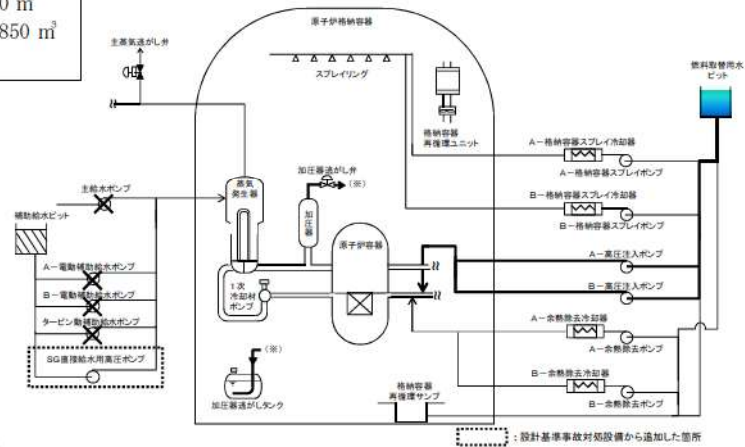 0 m
850 m³
主蒸気逃がし弁
原子炉格納容器
スプレイリング
格納容器
再循環ユニット
燃料取替用水
ピット
A-格納容器スプレイ冷却器
A-格納容器スプレイポンプ
主給水ポンプ
蒸気
発生器
加圧器逃がし弁
(※)
B-格納容器スプレイ冷却器
B-格納容器スプレイポンプ
補助給水ピット
加圧器
原子炉容器
A-高圧注入ポンプ
A-電動補助給水ポンプ
B-電動補助給水ポンプ
1次
冷却材
ポンプ
B-高圧注入ポンプ
タービン動補助給水ポンプ
A-余熱除去冷却器
SG直接給水用高圧ポンプ
(※)
A-余熱除去ポンプ
B-余熱除去冷却器
格納容器
再循環サンプ
加圧器逃がしタンク
B-余熱除去ポンプ
:設計基準事故対処設備から追加した箇所